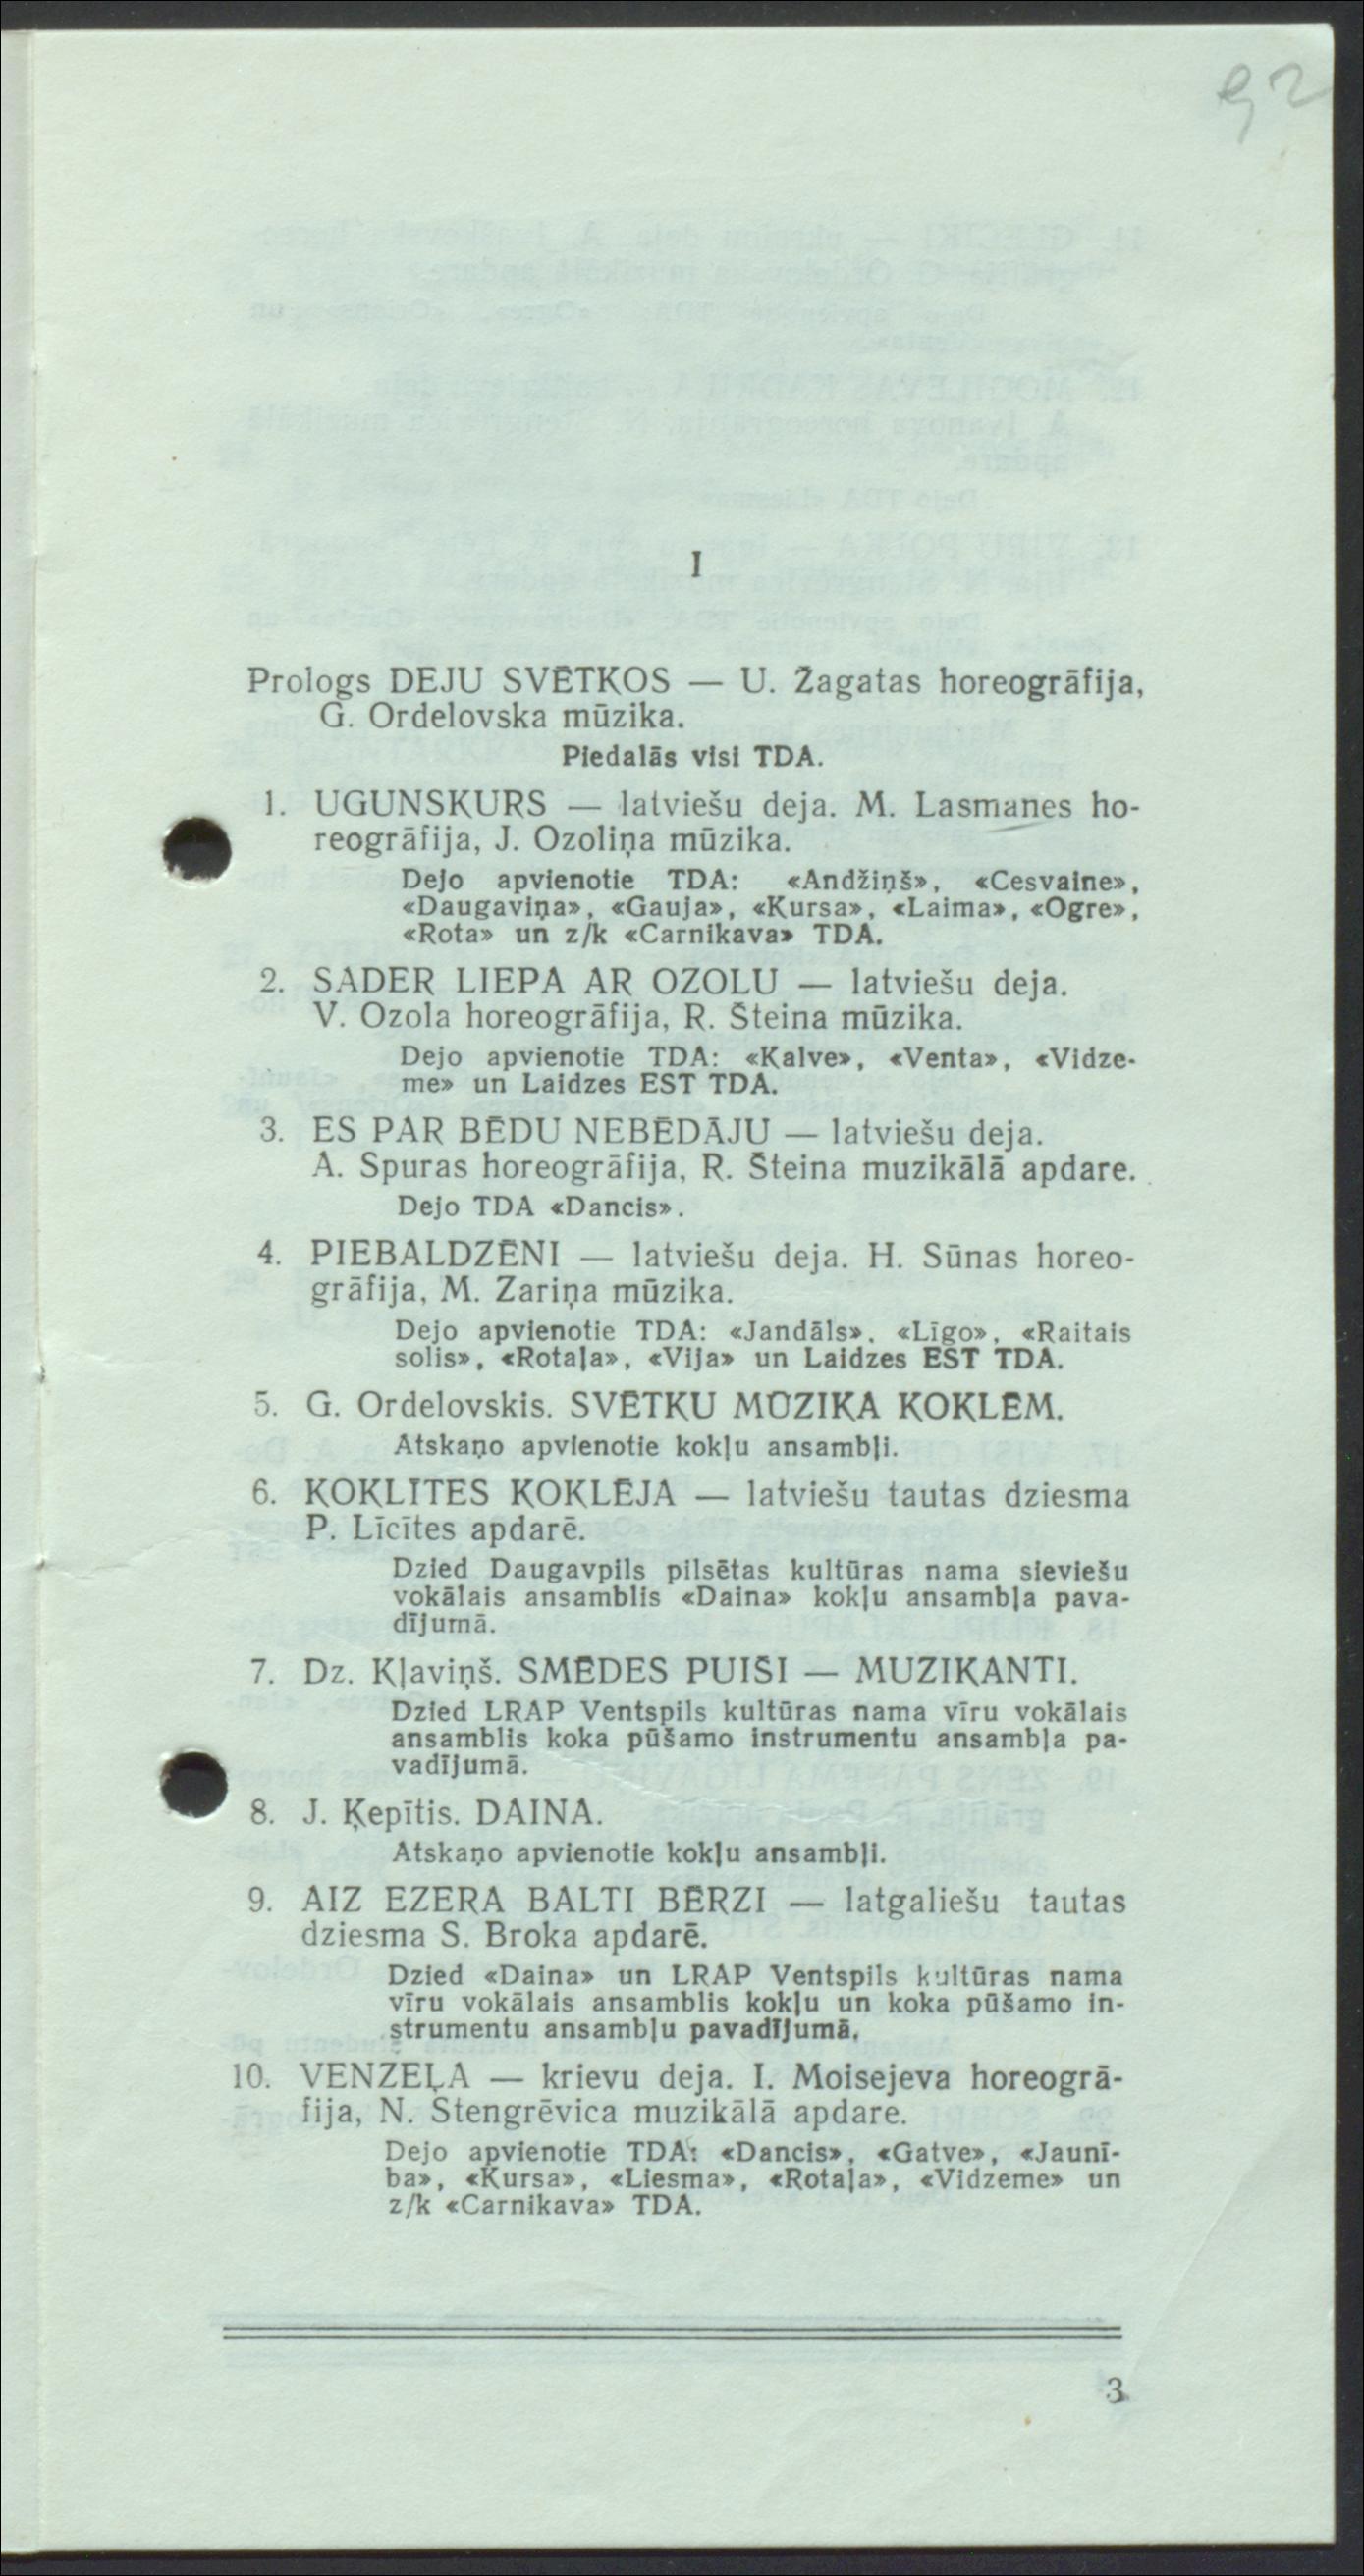 92
I
Prologs DEJU SVĒTKOS — U. Žagatas horeogrāfija,
G. Ordelovska mūzika.
Piedalās visi TDA.
1. UGUNSKURS — latviešu deja. M. Lasmanes ho-
reogrāfija, J. Ozoliņa mūzika.
Dejo apvienotie TDA: «Andžiņš», «Cesvaine»,
«Daugaviņa», «Gauja», «Kursa», «Laima», «Ogre»,
«Rota» un z/k «Carnikava» TDA.
2. SADER LIEPA AR OZOLU — latviešu deja.
V. Ozola horeogrāfija, R. Šteina mūzika.
Dejo apvienotie TDA: «Kalve», «Venta», «Vidze-
me» un Laidzes EST TDA.
3. ES PAR BĒDU NEBĒDĀJU — latviešu deja.
A. Spuras horeogrāfija, R. Šteina muzikālā apdare.
Dejo TDA «Dancis».
4. PIEBALDZĒNI — latviešu deja. H. Sūnas horeo-
grāfija, M. Zariņa mūzika.
Dejo apvienotie TDA: «Jandāls», «Līgo», «Raitais
solis», «Rotaļa», «Vija» un Laidzes EST TDA.
5. G. Ordelovskis. SVĒTKU MŪZIKA KOKLĒM.
Atskaņo apvienotie kokļu ansambļi.
6. KOKLĪTES KOKLĒJA — latviešu tautas dziesma
P. Līcītes apdarē.
Dzied Daugavpils pilsētas kultūras nama sieviešu
vokālais ansamblis «Daina» kokļu ansambļa pava-
dījumā.
7. Dz. Kļaviņš. SMĒDES PUIŠI — MUZIKANTI.
Dzied LRAP Ventspils kultūras nama vīru vokālais
ansamblis koka pūšamo instrumentu ansambļa pa-
vadījumā.
8. J. Ķepītis. DAINA.
Atskaņo apvienotie kokļu ansambļi.
9. AIZ EZERA BALTI BĒRZI — latgaliešu tautas
dziesma S. Broka apdarē.
Dzied «Daina» un LRAP Ventspils kultūras nama
vīru vokālais ansamblis kokļu un koka pūšamo in-
strumentu ansambļu pavadījumā.
10. VENZEĻA — krievu deja. I. Moisejeva horeogrā-
fija, N. Stengrēvica muzikālā apdare.
Dejo apvienotie TDA: «Dancis», «Gatve», «Jaunī-
ba», «Kursa», «Liesma», «Rotaļa», «Vidzeme» un
z/k «Carnikava» TDA.
3